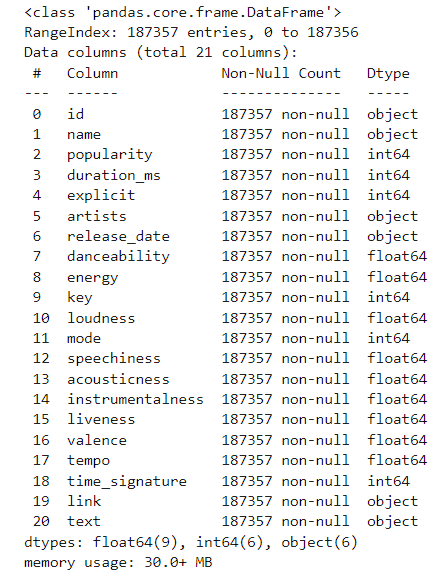 <class 'pandas.core.frame.DataFrame'>
RangeIndex: 187357 entries, 0 to 187356
Data columns (total 21 columns):
 #   Column            Non-Null Count   Dtype
---  ------            --------------   -----
 0   id                187357 non-null  object
 1   name              187357 non-null  object
 2   popularity        187357 non-null  int64
 3   duration_ms       187357 non-null  int64
 4   explicit          187357 non-null  int64
 5   artists           187357 non-null  object
 6   release_date      187357 non-null  object
 7   danceability      187357 non-null  float64
 8   energy            187357 non-null  float64
 9   key               187357 non-null  int64
 10  loudness          187357 non-null  float64
 11  mode              187357 non-null  int64
 12  speechiness       187357 non-null  float64
 13  acousticness      187357 non-null  float64
 14  instrumentalness  187357 non-null  float64
 15  liveness          187357 non-null  float64
 16  valence           187357 non-null  float64
 17  tempo             187357 non-null  float64
 18  time_signature    187357 non-null  int64
 19  link              187357 non-null  object
 20  text              187357 non-null  object
dtypes: float64(9), int64(6), object(6)
memory usage: 30.0+ MB